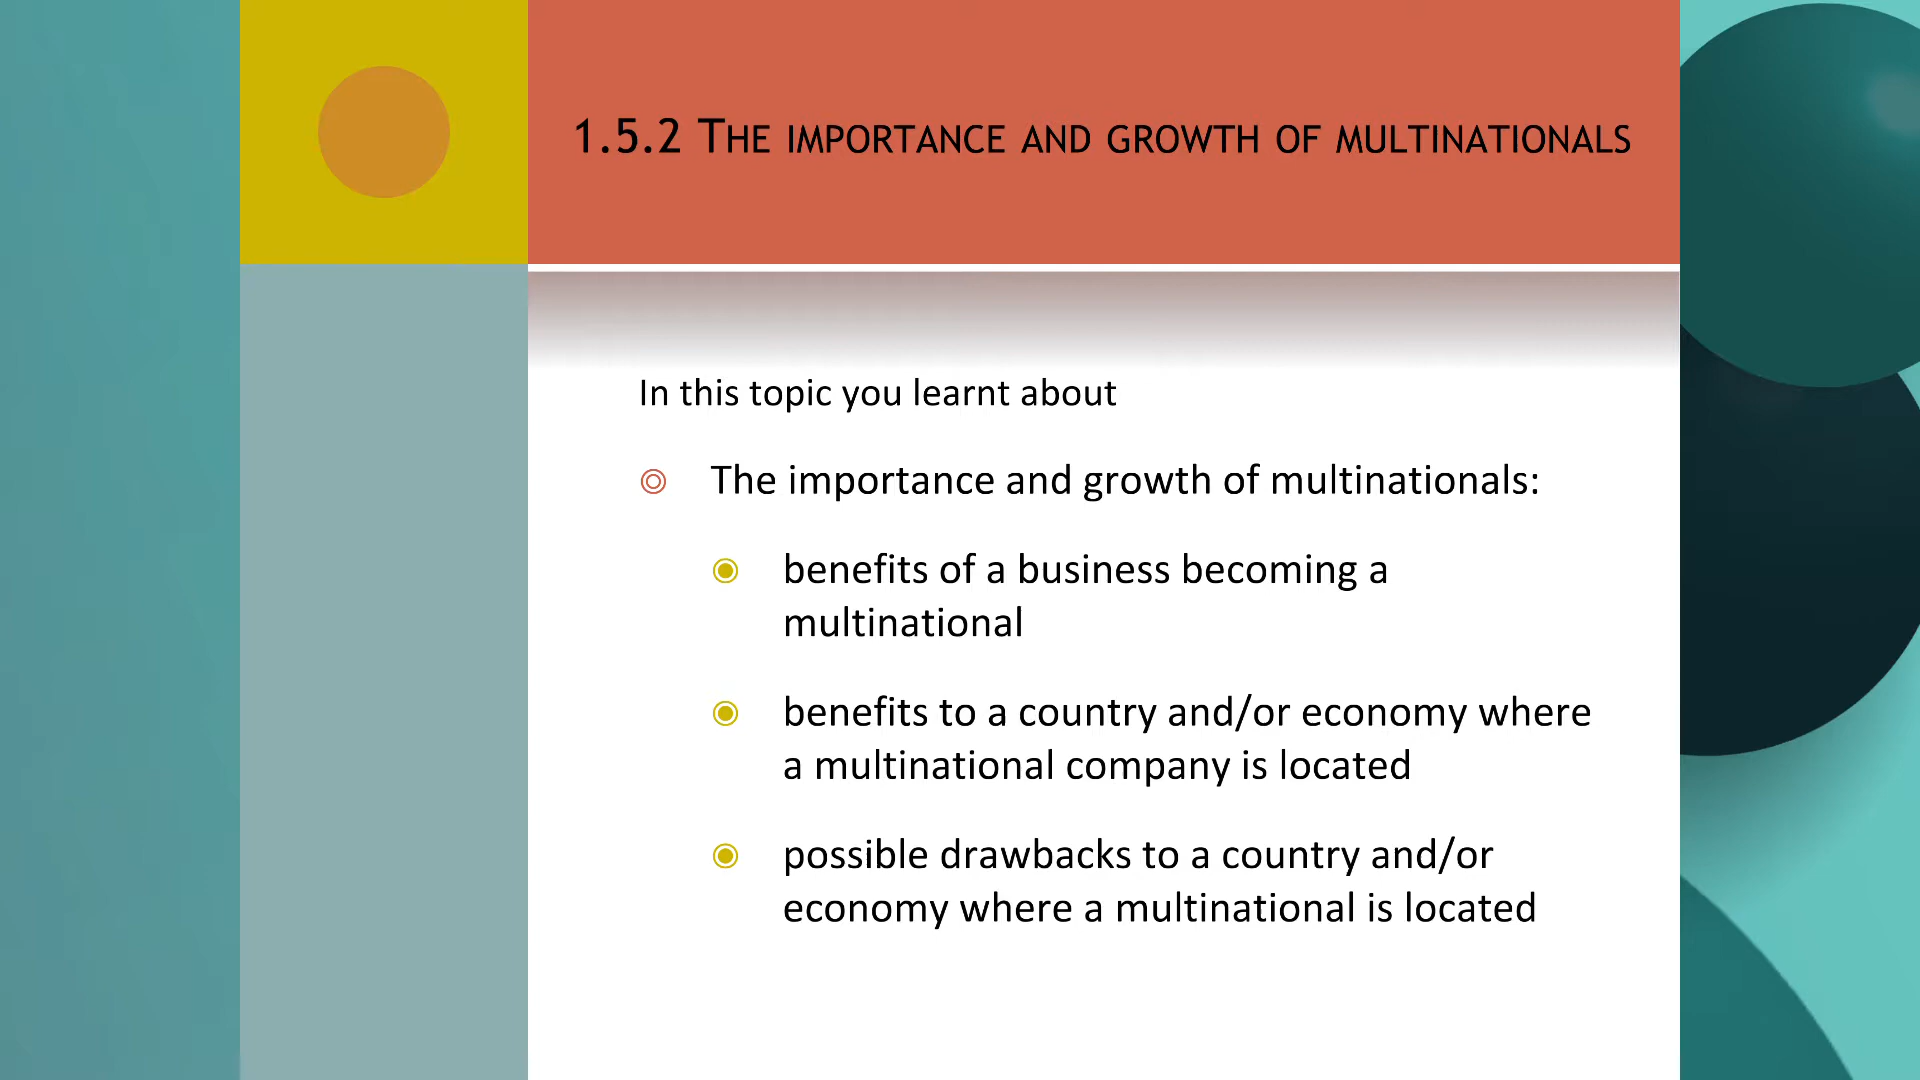 1.5.2 The importance and growth of multinationals
In this topic you learnt about
The importance and growth of multinationals:
benefits of a business becoming a
multinational
benefits to a country and/or economy where
a multinational company is located
possible drawbacks to a country and/or
economy where a multinational is located